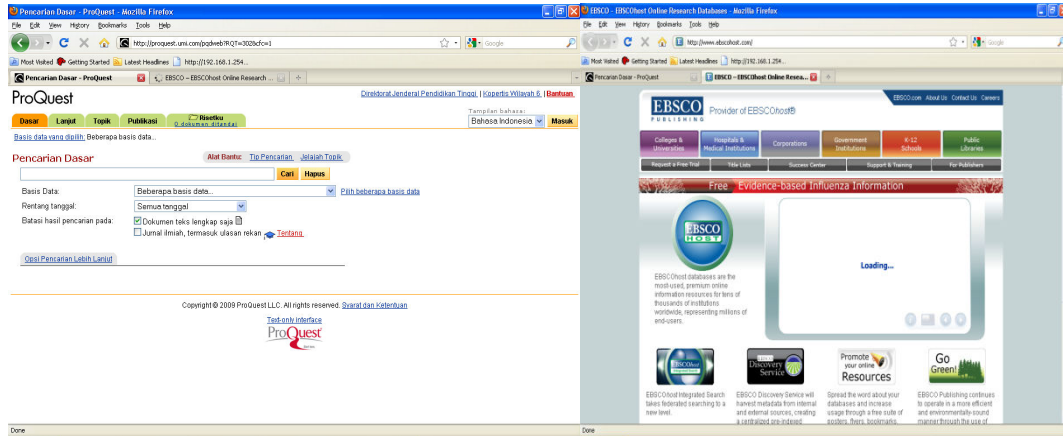 Pencarian Dasar - ProQuest - Mozilla Firefox
File Edit View History Bookmarks Tools Help
http://proquest.umi.com/pqdweb?RQT=302&cfc=1
Google
Most Visited Getting Started Latest Headlines http://192.168.1.254...
Pencarian Dasar - ProQuest
EBSCO – EBSCOhost Online Research ...
ProQuest
Direktorat Jenderal Pendidikan Tinggi, | Kopertis Wilayah 6 | Bantuan
Tampilan bahasa:
Dasar Lanjut Topik Publikasi Risetku
0 dokumen ditandai
Bahasa Indonesia Masuk
Basis data yang dipilih: Beberapa basis data...
Pencarian Dasar
Alat Bantu: Tip Pencarian Jelajah Topik
Cari Hapus
Basis Data: Beberapa basis data... Pilih beberapa basis data
Rentang tanggal: Semua tanggal
Batasi hasil pencarian pada: Dokumen teks lengkap saja
Jurnal ilmiah, termasuk ulasan rekan Tentang
Opsi Pencarian Lebih Lanjut
Copyright © 2009 ProQuest LLC. All rights reserved. Syarat dan Ketentuan
Text-only interface
ProQuest
Done
EBSCO - EBSCOhost Online Research Databases - Mozilla Firefox
File Edit View History Bookmarks Tools Help
http://www.ebscohost.com/
Google
Most Visited Getting Started Latest Headlines http://192.168.1.254...
Pencarian Dasar - ProQuest
EBSCO – EBSCOhost Online Resea...
EBSCO.com About Us Contact Us Careers
EBSCO
PUBLISHING
Provider of EBSCOhost®
Colleges & Universities
Hospitals & Medical Institutions
Corporations
Government Institutions
K-12 Schools
Public Libraries
Request a Free Trial Title Lists Success Center Support & Training For Publishers
Free Evidence-based Influenza Information
EBSCO
HOST
Loading...
EBSCOhost databases are the
most-used, premium online
information resources for tens of
thousands of institutions
worldwide, representing millions of
end-users.
EBSCOhost
EBSCO
Discovery
Service
Promote
your online
Resources
Go
Green!
EBSCOhost Integrated Search
takes federated searching to a
new level.
EBSCO Discovery Service will
harvest metadata from internal
and external sources, creating
a centralized pre-indexed
Spread the word about your
databases and increase
usage through a free suite of
posters, flyers, bookmarks,
EBSCO Publishing continues
to operate in a more efficient
and environmentally-sound
manner through the use of
Done